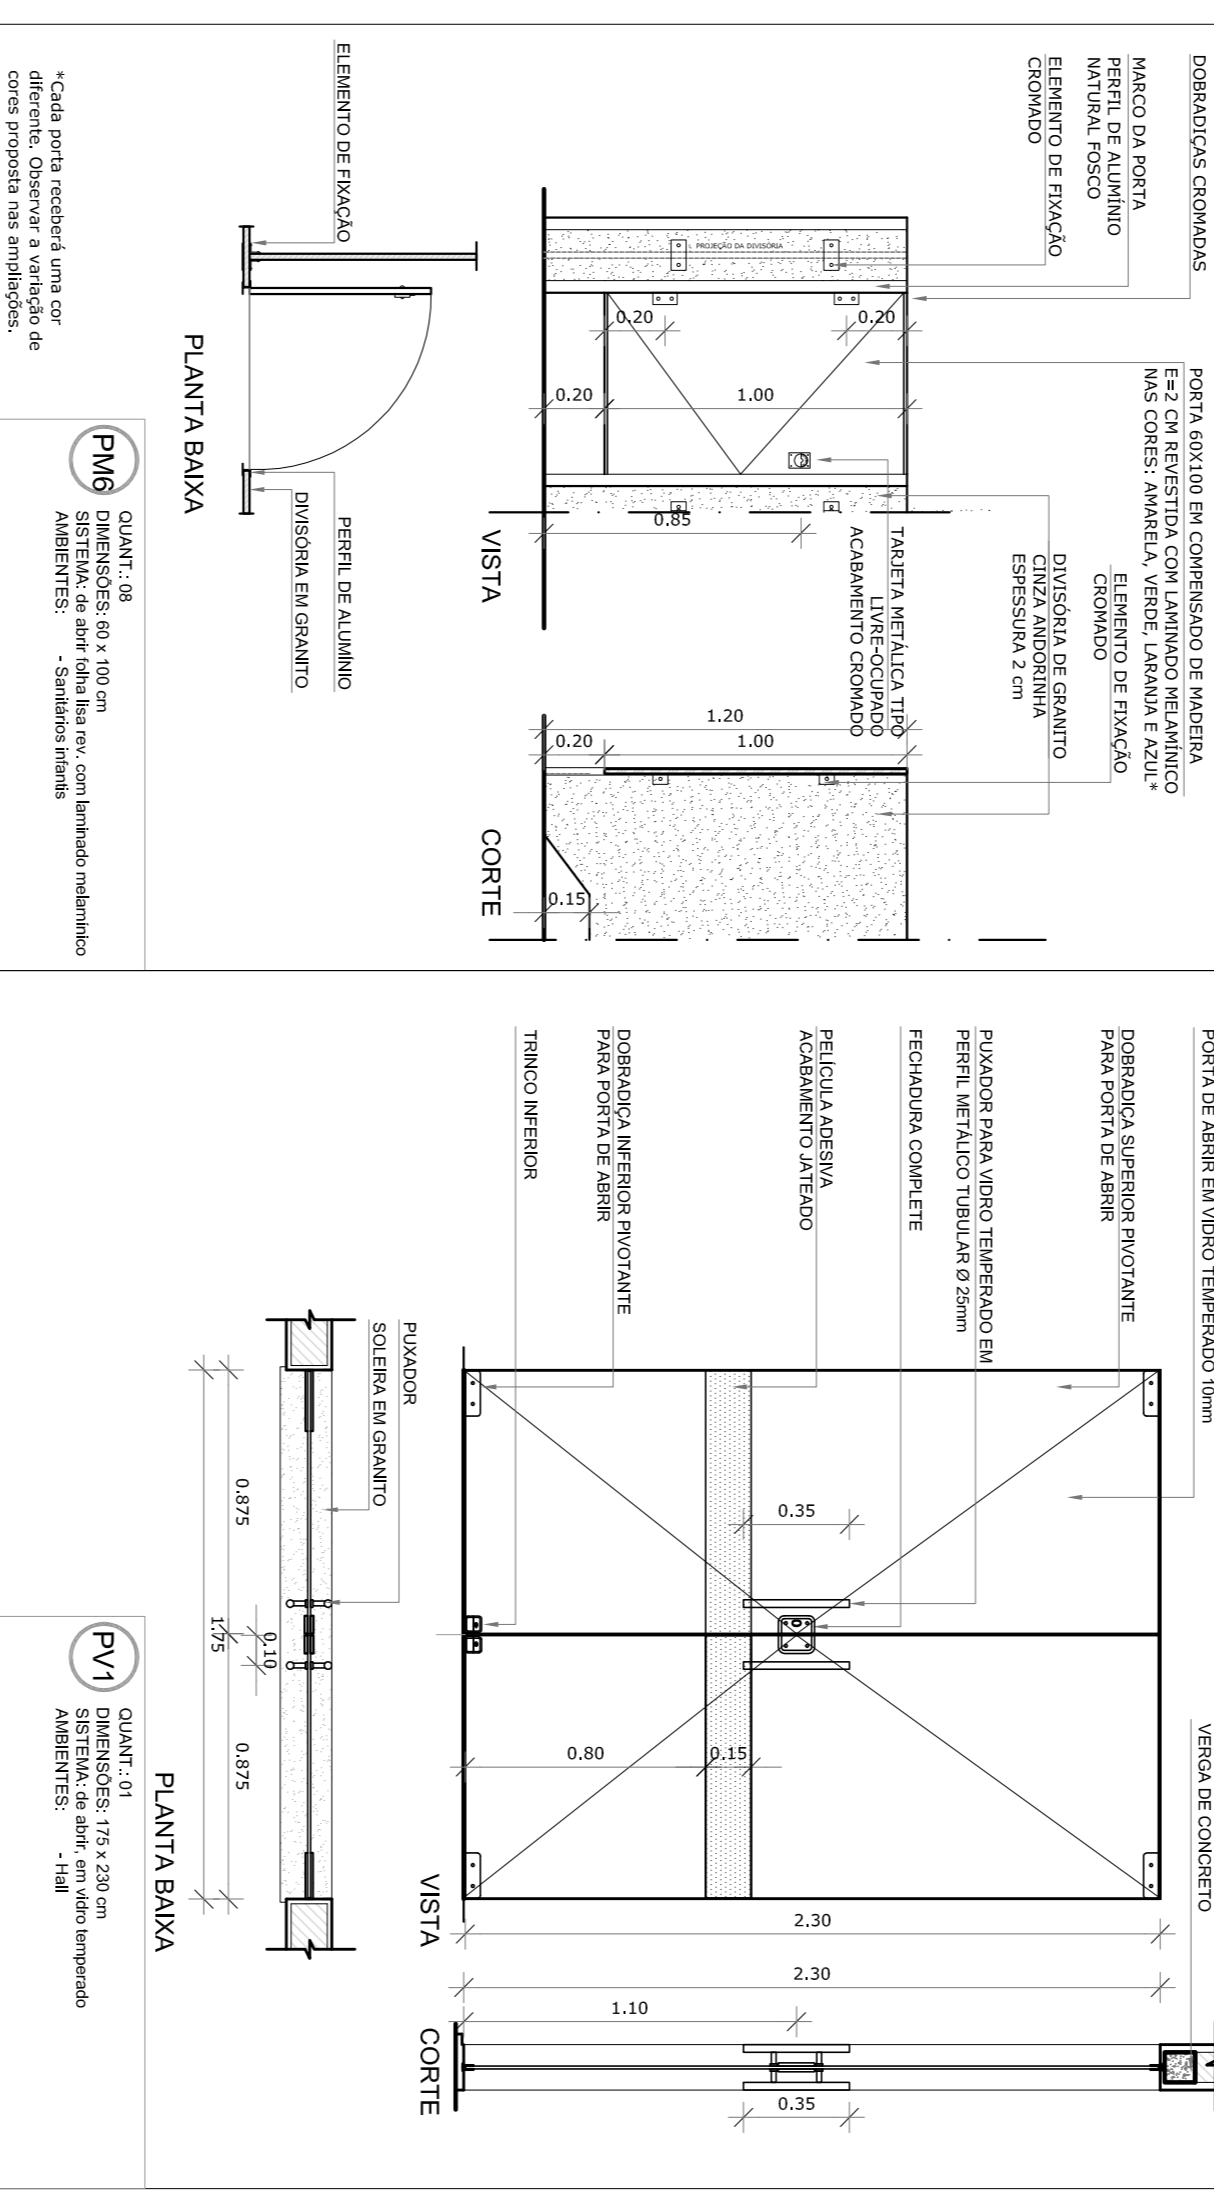 DOBRADIÇAS CROMADAS
MARCO DA PORTA
PERFIL DE ALUMÍNIO
NATURAL FOSCO
ELEMENTO DE FIXAÇÃO
CROMADO
PORTA 60X100 EM COMPENSADO DE MADEIRA
E=2 CM REVESTIDA COM LAMINADO MELAMÍNICO
NAS CORES: AMARELA, VERDE, LARANJA E AZUL*
ELEMENTO DE FIXAÇÃO
CROMADO
DIVISÓRIA DE GRANITO
CINZA ANDORINHA
ESPESSURA 2 cm
TARJETA METÁLICA TIPO
LIVRE-OCUPADO
ACABAMENTO CROMADO
PROJEÇÃO DA DIVISÓRIA
0.20
0.20
0.20
1.00
0.85
VISTA
1.20
0.20
1.00
0.15
CORTE
ELEMENTO DE FIXAÇÃO
PERFIL DE ALUMÍNIO
DIVISÓRIA EM GRANITO
PLANTA BAIXA
*Cada porta receberá uma cor
diferente. Observar a variação de
cores proposta nas ampliações.
PM6
QUANT.: 08
DIMENSÕES: 60 x 100 cm
SISTEMA: de abrir folha lisa rev. com laminado melaminico
AMBIENTES: - Sanitários infantis
PORTA DE ABRIR EM VIDRO TEMPERADO 10mm
VERGA DE CONCRETO
DOBRADIÇA SUPERIOR PIVOTANTE
PARA PORTA DE ABRIR
PUXADOR PARA VIDRO TEMPERADO EM
PERFIL METÁLICO TUBULAR Ø 25mm
FECHADURA COMPLETE
PELÍCULA ADESIVA
ACABAMENTO JATEADO
DOBRADIÇA INFERIOR PIVOTANTE
PARA PORTA DE ABRIR
TRINCO INFERIOR
0.35
0.80
0.15
2.30
VISTA
2.30
1.10
0.35
CORTE
PUXADOR
SOLEIRA EM GRANITO
0.10
0.875
0.875
1.75
PLANTA BAIXA
PV1
QUANT.: 01
DIMENSÕES: 175 x 230 cm
SISTEMA: de abrir, em vidro temperado
AMBIENTES: - Hall